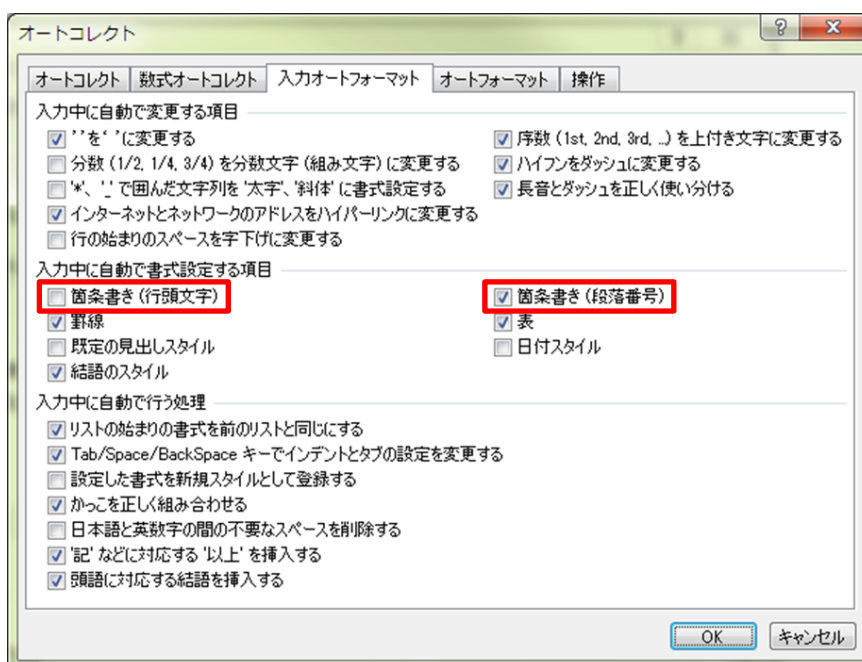 オートコレクト
オートコレクト 数式オートコレクト 入力オートフォーマット オートフォーマット 操作
入力中に自動で変更する項目
' ' を ‘ ’ に変更する
序数 (1st, 2nd, 3rd, ...) を上付き文字に変更する
分数 (1/2, 1/4, 3/4) を分数文字 (組み文字) に変更する
ハイフンをダッシュに変更する
'*'、'_' で囲んだ文字列を '太字'、'斜体' に書式設定する
長音とダッシュを正しく使い分ける
インターネットとネットワークのアドレスをハイパーリンクに変更する
行の始まりのスペースを字下げに変更する
入力中に自動で書式設定する項目
箇条書き (行頭文字)
箇条書き (段落番号)
罫線
表
既定の見出しスタイル
日付スタイル
結語のスタイル
入力中に自動で行う処理
リストの始まりの書式を前のリストと同じにする
Tab/Space/BackSpace キーでインデントとタブの設定を変更する
設定した書式を新規スタイルとして登録する
かっこを正しく組み合わせる
日本語と英数字の間の不要なスペースを削除する
'記' などに対応する '以上' を挿入する
頭語に対応する結語を挿入する
OK キャンセル